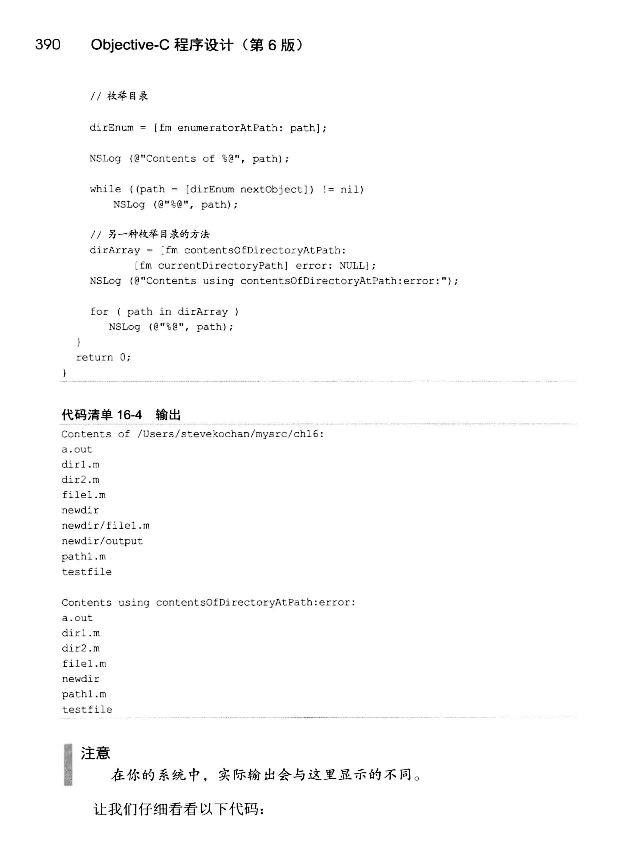 390 Objective-C 程序设计（第 6 版）
// 枚举目录
dirEnum = [fm enumeratorAtPath: path];
NSLog (@"Contents of %@", path);
while ((path = [dirEnum nextObject]) != nil)
NSLog (@"%@", path);
// 另一种枚举目录的方法
dirArray = [fm contentsOfDirectoryAtPath:
[fm currentDirectoryPath] error: NULL];
NSLog (@"Contents using contentsOfDirectoryAtPath:error:");
for ( path in dirArray )
NSLog (@"%@", path);
}
return 0;
}
代码清单 16-4 输出
Contents of /Users/stevekochan/mysrc/ch16:
a.out
dir1.m
dir2.m
file1.m
newdir
newdir/file1.m
newdir/output
path1.m
testfile
Contents using contentsOfDirectoryAtPath:error:
a.out
dir1.m
dir2.m
file1.m
newdir
path1.m
testfile
注意
在你的系统中，实际输出会与这里显示的不同。
让我们仔细看看以下代码：